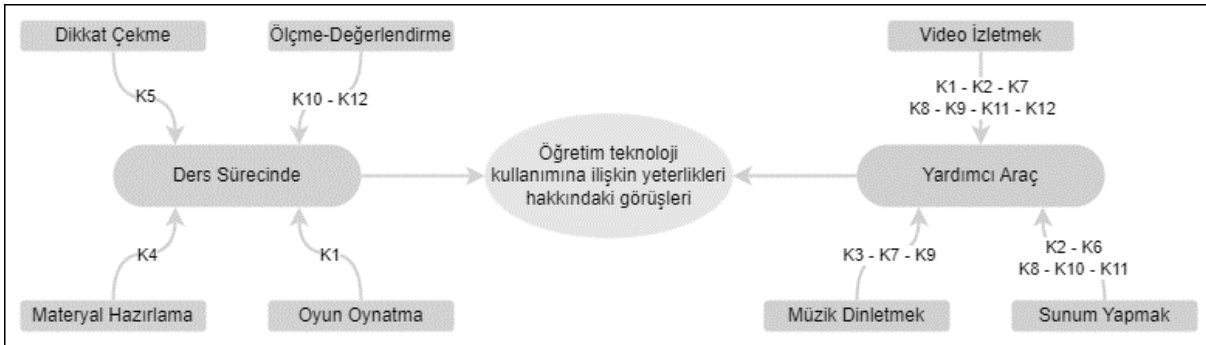 Dikkat Çekme
Ölçme-Değerlendirme
Video İzletmek
K5
K10 - K12
K1 - K2 - K7
K8 - K9 - K11 - K12
Ders Sürecinde
Öğretim teknoloji
kullanımına ilişkin yeterlikleri
hakkındaki görüşleri
Yardımcı Araç
K4
K1
K3 - K7 - K9
K2 - K6
K8 - K10 - K11
Materyal Hazırlama
Oyun Oynatma
Müzik Dinletmek
Sunum Yapmak